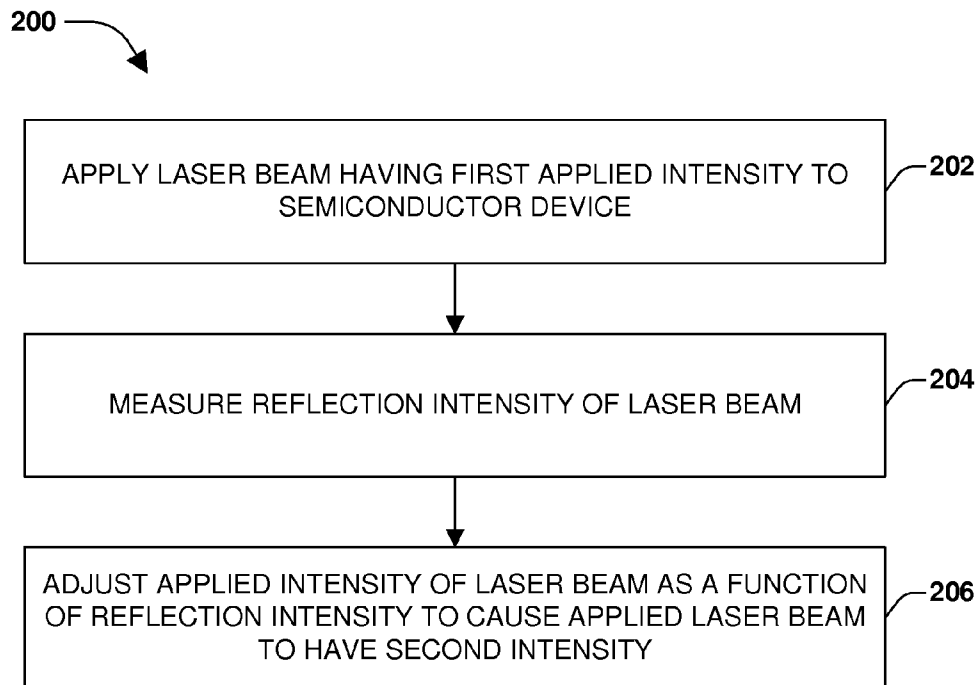 200
APPLY LASER BEAM HAVING FIRST APPLIED INTENSITY TO
SEMICONDUCTOR DEVICE
202
MEASURE REFLECTION INTENSITY OF LASER BEAM
204
ADJUST APPLIED INTENSITY OF LASER BEAM AS A FUNCTION
OF REFLECTION INTENSITY TO CAUSE APPLIED LASER BEAM
TO HAVE SECOND INTENSITY
206